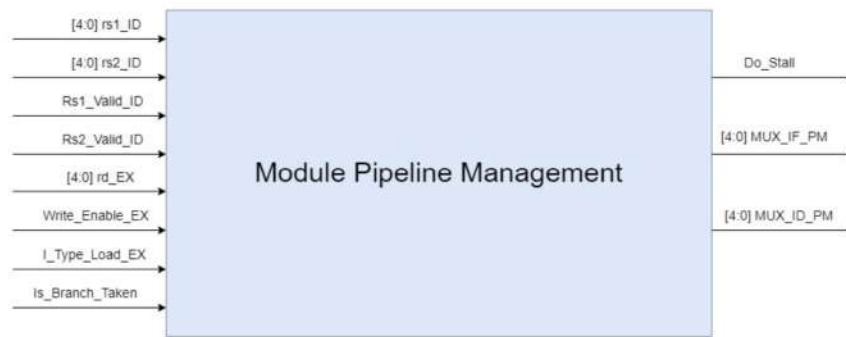 [4:0] rs1_ID
[4:0] rs2_ID
Rs1_Valid_ID
Rs2_Valid_ID
[4:0] rd_EX
Write_Enable_EX
I_Type_Load_EX
Is_Branch_Taken
Module Pipeline Management
Do_Stall
[4:0] MUX_IF_PM
[4:0] MUX_ID_PM